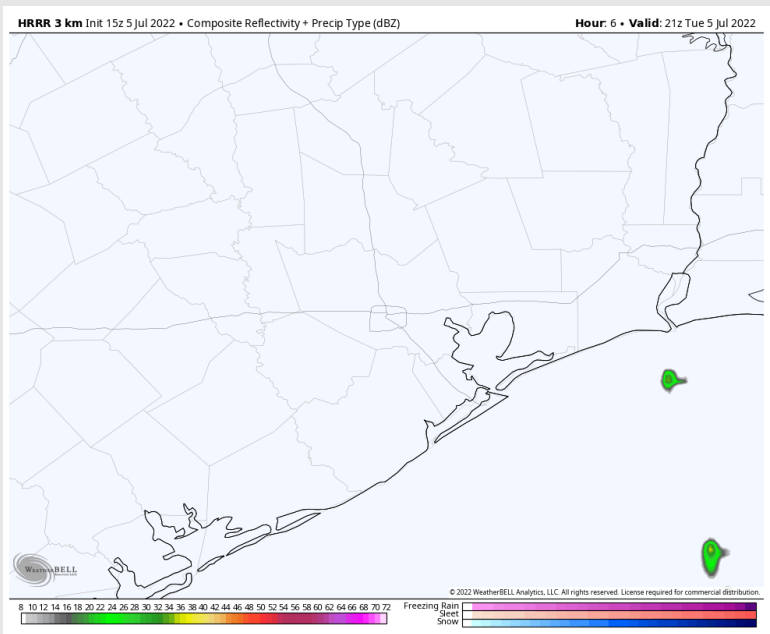 HRRR 3 km Init 15z 5 Jul 2022 • Composite Reflectivity + Precip Type (dBZ)
Hour: 6 • Valid: 21z Tue 5 Jul 2022
WeatherBELL
© 2022 WeatherBELL Analytics, LLC. All rights reserved. License required for commercial distribution.
8 10 12 14 16 18 20 22 24 26 28 30 32 34 36 38 40 42 44 46 48 50 52 54 56 58 60 62 64 66 68 70 72
Freezing Rain
Sleet
Snow